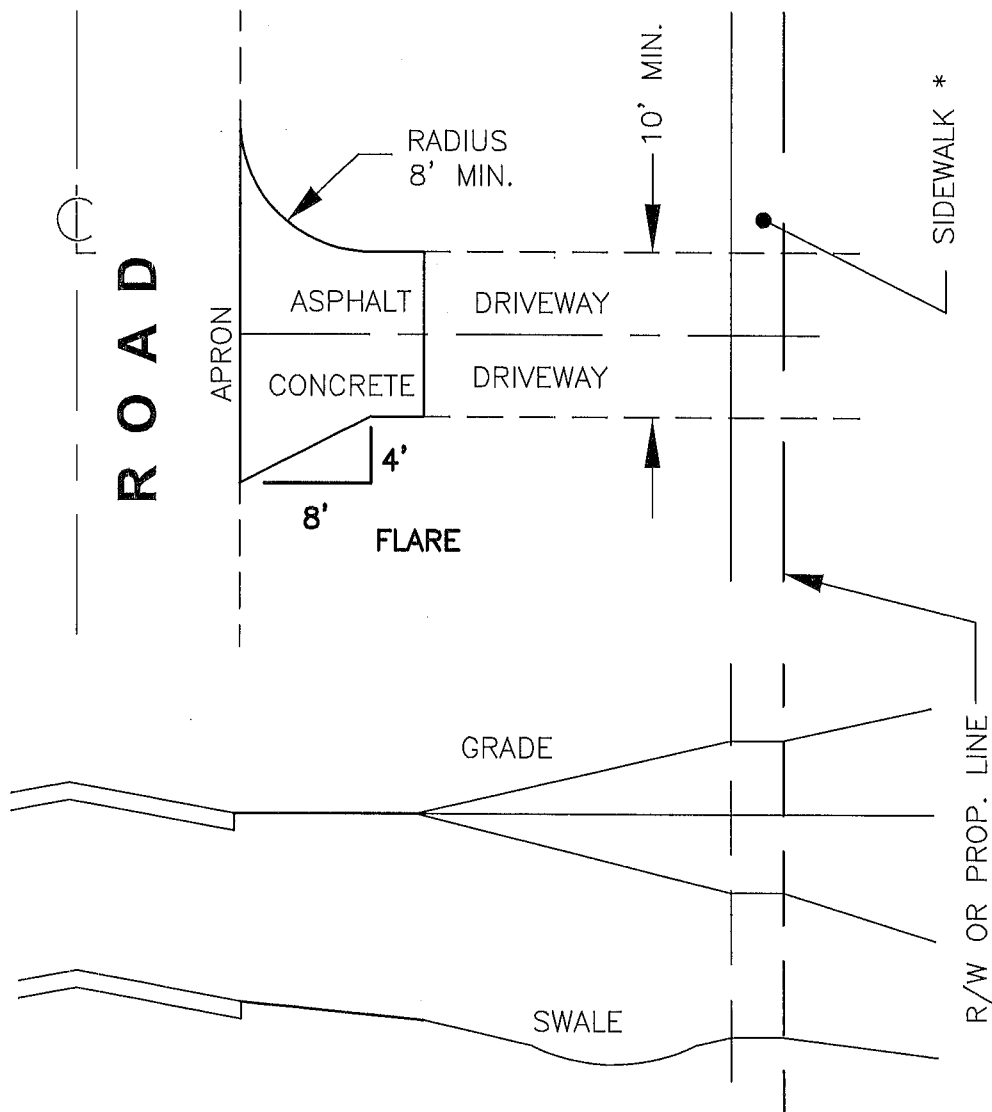 RADIUS
8' MIN.
10' MIN.
SIDEWALK *
℄
ROAD
APRON
ASPHALT
DRIVEWAY
CONCRETE
DRIVEWAY
4'
8'
FLARE
GRADE
R/W OR PROP. LINE
SWALE